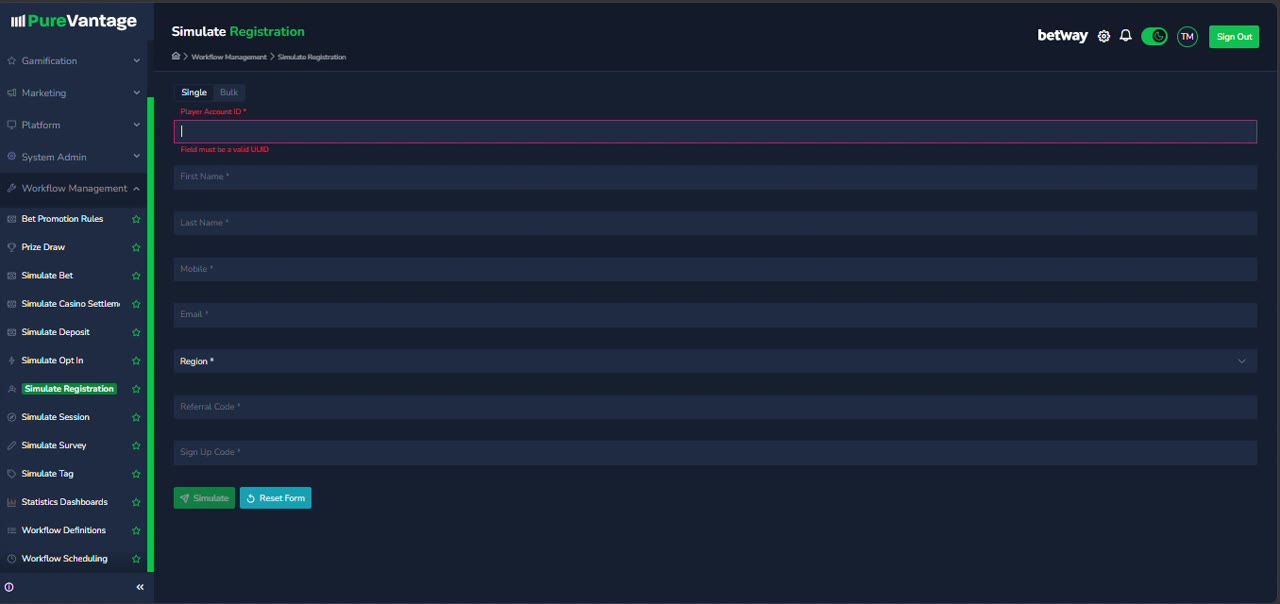 PureVantage
Gamification
Marketing
Platform
System Admin
Workflow Management
Bet Promotion Rules
Prize Draw
Simulate Bet
Simulate Casino Settlem
Simulate Deposit
Simulate Opt In
Simulate Registration
Simulate Session
Simulate Survey
Simulate Tag
Statistics Dashboards
Workflow Definitions
Workflow Scheduling
Simulate Registration
Workflow Management
Simulate Registration
betway
TM
Sign Out
Single
Bulk
Player Account ID *
Field must be a valid UUID
First Name *
Last Name *
Mobile *
Email *
Region *
Referral Code *
Sign Up Code *
Simulate
Reset Form